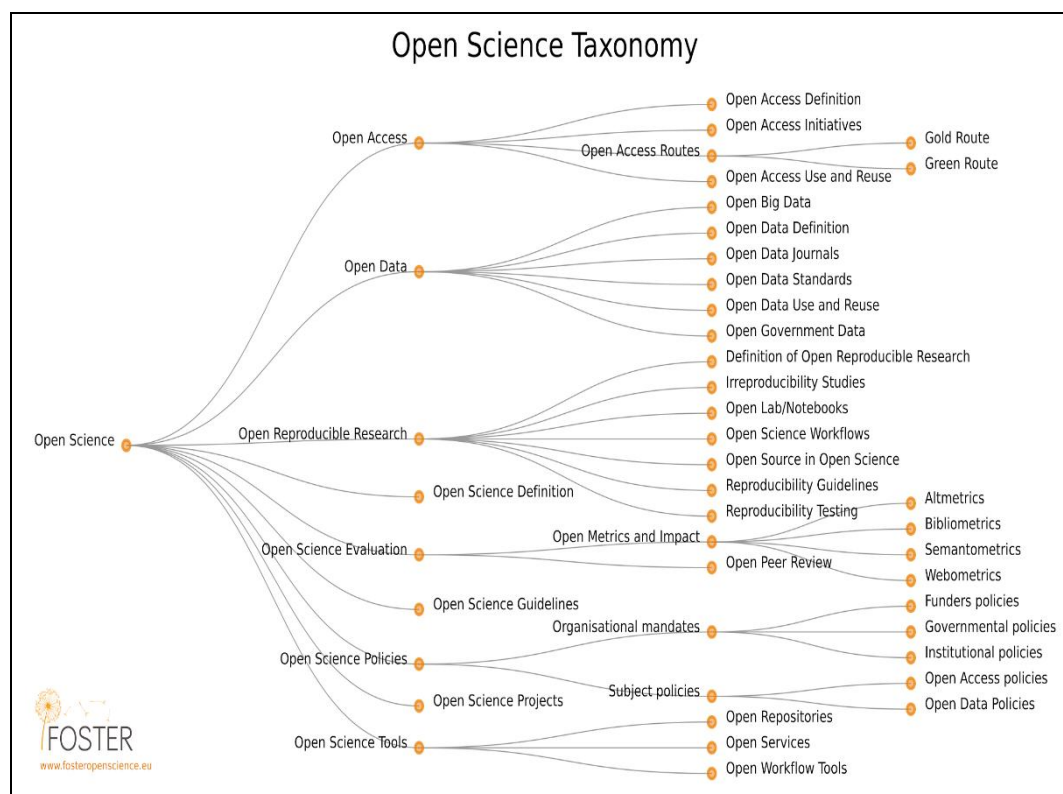 Open Science Taxonomy
Open Science
Open Access
Open Access Definition
Open Access Initiatives
Open Access Routes
Gold Route
Green Route
Open Access Use and Reuse
Open Data
Open Big Data
Open Data Definition
Open Data Journals
Open Data Standards
Open Data Use and Reuse
Open Government Data
Open Reproducible Research
Definition of Open Reproducible Research
Irreproducibility Studies
Open Lab/Notebooks
Open Science Workflows
Open Source in Open Science
Reproducibility Guidelines
Reproducibility Testing
Open Science Definition
Open Science Evaluation
Open Metrics and Impact
Altmetrics
Bibliometrics
Semantometrics
Webometrics
Open Peer Review
Open Science Guidelines
Open Science Policies
Organisational mandates
Funders policies
Governmental policies
Institutional policies
Subject policies
Open Access policies
Open Data Policies
Open Science Projects
Open Science Tools
Open Repositories
Open Services
Open Workflow Tools
FOSTER
www.fosteropenscience.eu